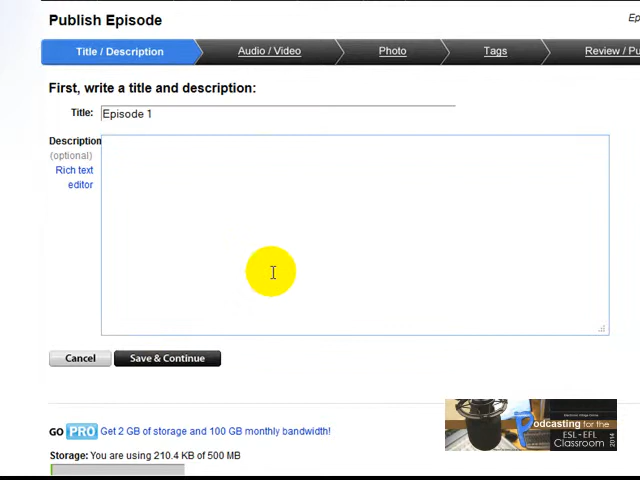 Publish Episode
Title / Description
Audio / Video
Photo
Tags
First, write a title and description:
Title: Episode 1
Description
(optional)
Rich text
editor
Cancel
Save & Continue
GO PRO Get 2 GB of storage and 100 GB monthly bandwidth!
Storage: You are using 210.4 KB of 500 MB
Podcasting for the
ESL-EFL
Classroom
2014